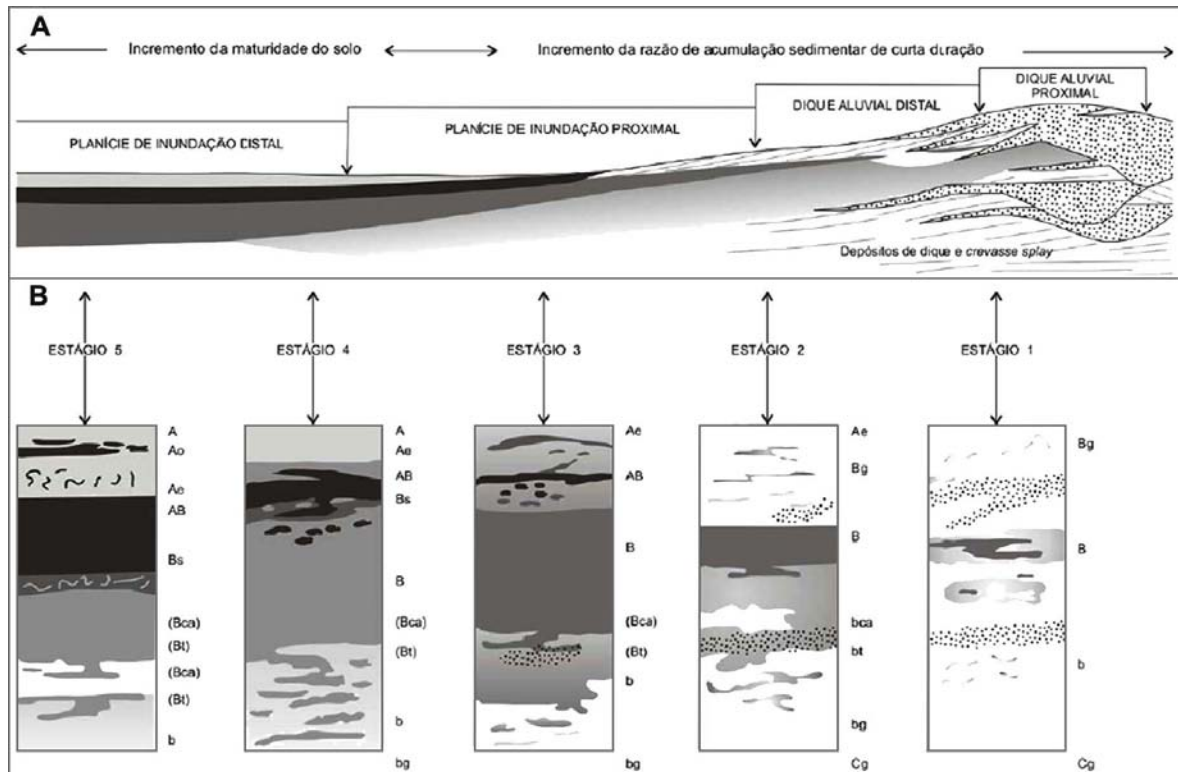 A
Incremento da maturidade do solo
Incremento da razão de acumulação sedimentar de curta duração
DIQUE ALUVIAL
PROXIMAL
DIQUE ALUVIAL DISTAL
PLANÍCIE DE INUNDAÇÃO PROXIMAL
PLANÍCIE DE INUNDAÇÃO DISTAL
Depósitos de dique e crevasse splay
B
ESTÁGIO 5
ESTÁGIO 4
ESTÁGIO 3
ESTÁGIO 2
ESTÁGIO 1
A
Ao
Ae
AB
Bs
(Bca)
(Bt)
(Bca)
(Bt)
b
A
Ae
AB
Bs
B
(Bca)
(Bt)
b
bg
Ae
AB
B
(Bca)
(Bt)
b
bg
Ae
Bg
B
bca
bt
bg
Cg
Bg
B
b
Cg